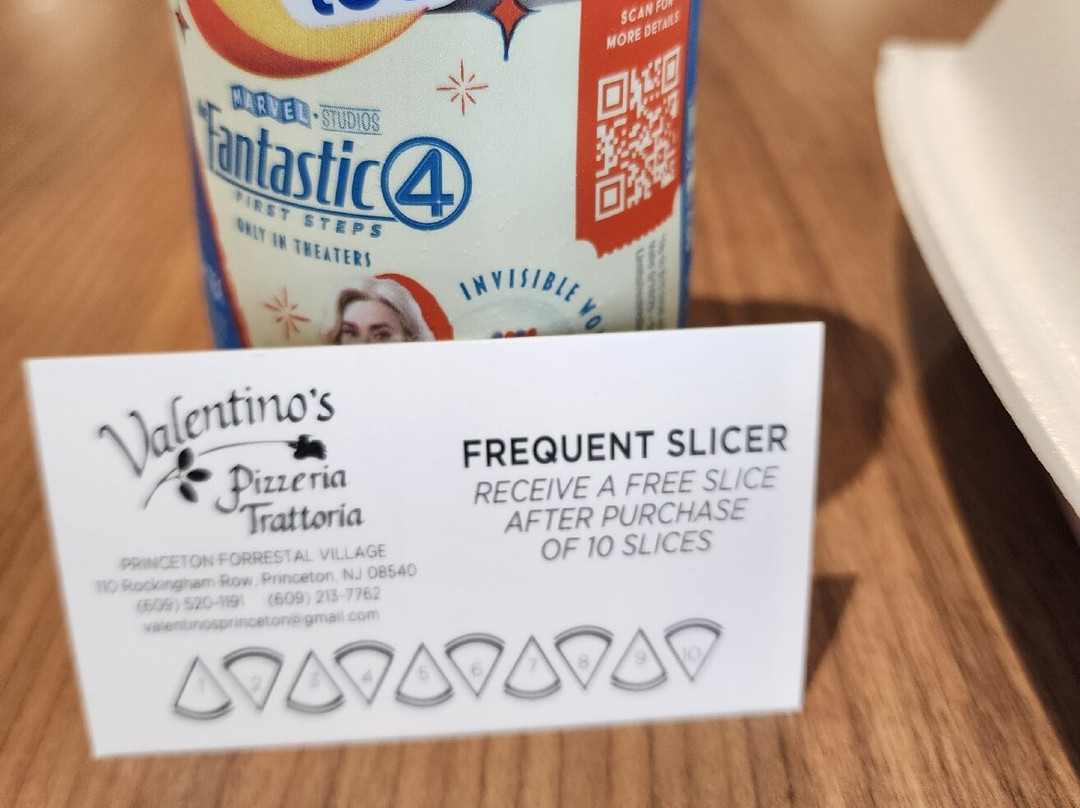 SCAN FOR
MORE DETAILS
MARVEL STUDIOS
Fantastic 4
FIRST STEPS
ONLY IN THEATERS
INVISIBLE
Valentino's
Pizzeria
Trattoria
PRINCETON FORRESTAL VILLAGE
110 Rockingham Row, Princeton, NJ 08540
(609) 520-1191 (609) 213-7762
valentinosprinceton@gmail.com
FREQUENT SLICER
RECEIVE A FREE SLICE
AFTER PURCHASE
OF 10 SLICES
1 2 3 4 5 6 7 8 9 10